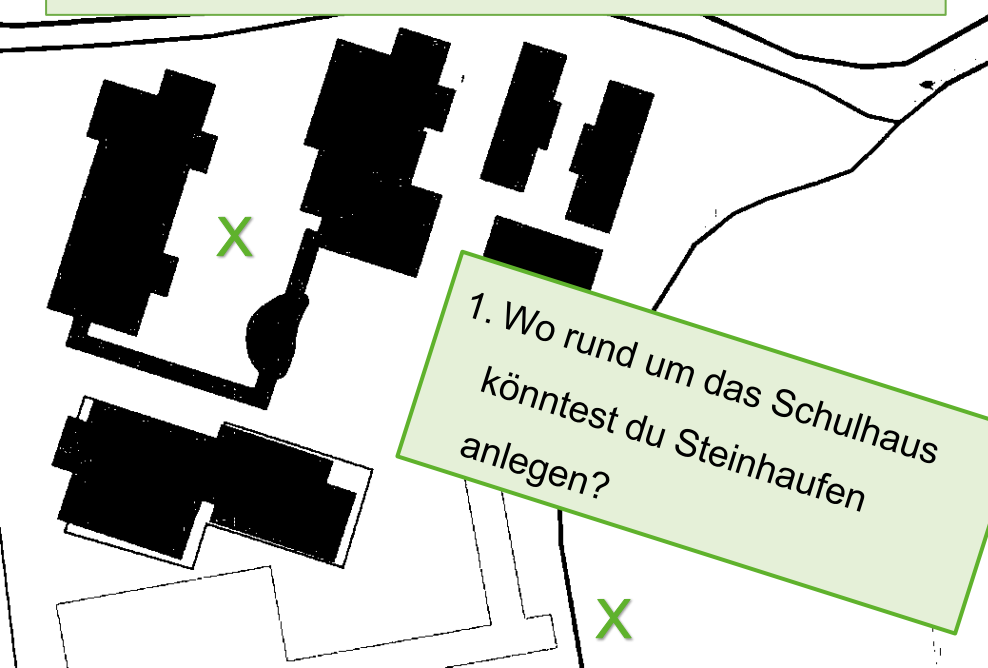 X
1. Wo rund um das Schulhaus
könntest du Steinhaufen
anlegen?
X